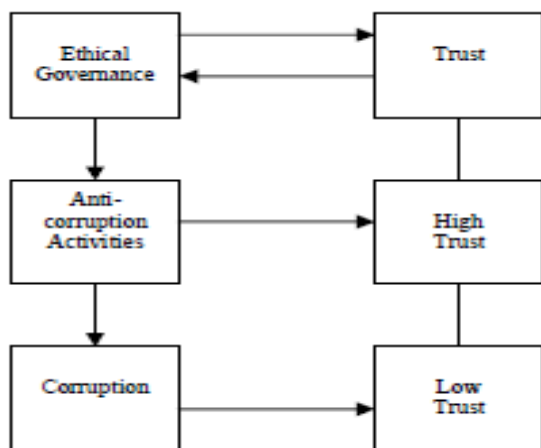 Ethical
Governance
Trust
Anti-
corruption
Activities
High
Trust
Corruption
Low
Trust